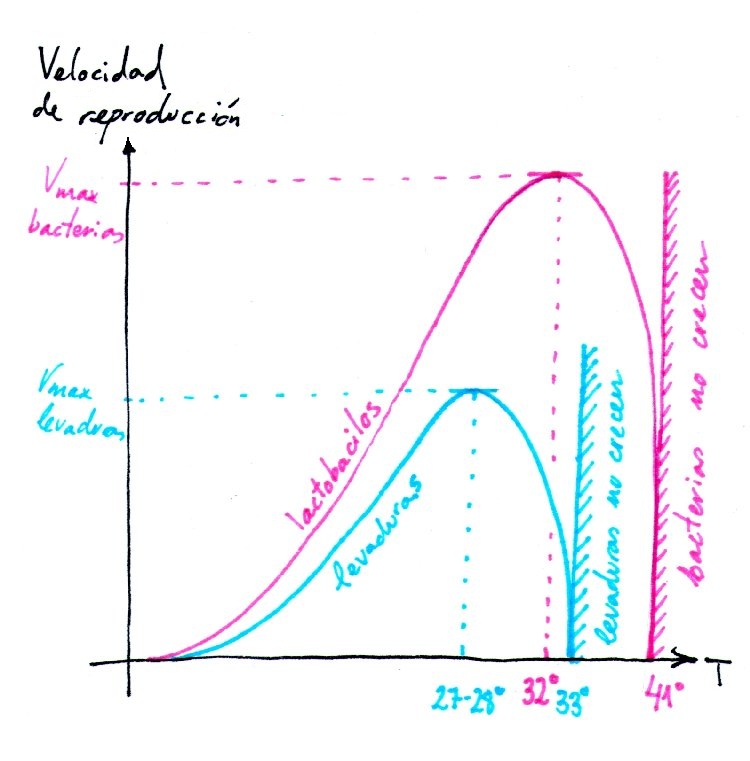 Velocidad
de reproducción
Vmax
bacterias
Vmax
levaduras
lactobacilos
levaduras
levaduras no crecen
bacterias no crecen
27-28°
32°
33°
41°
T